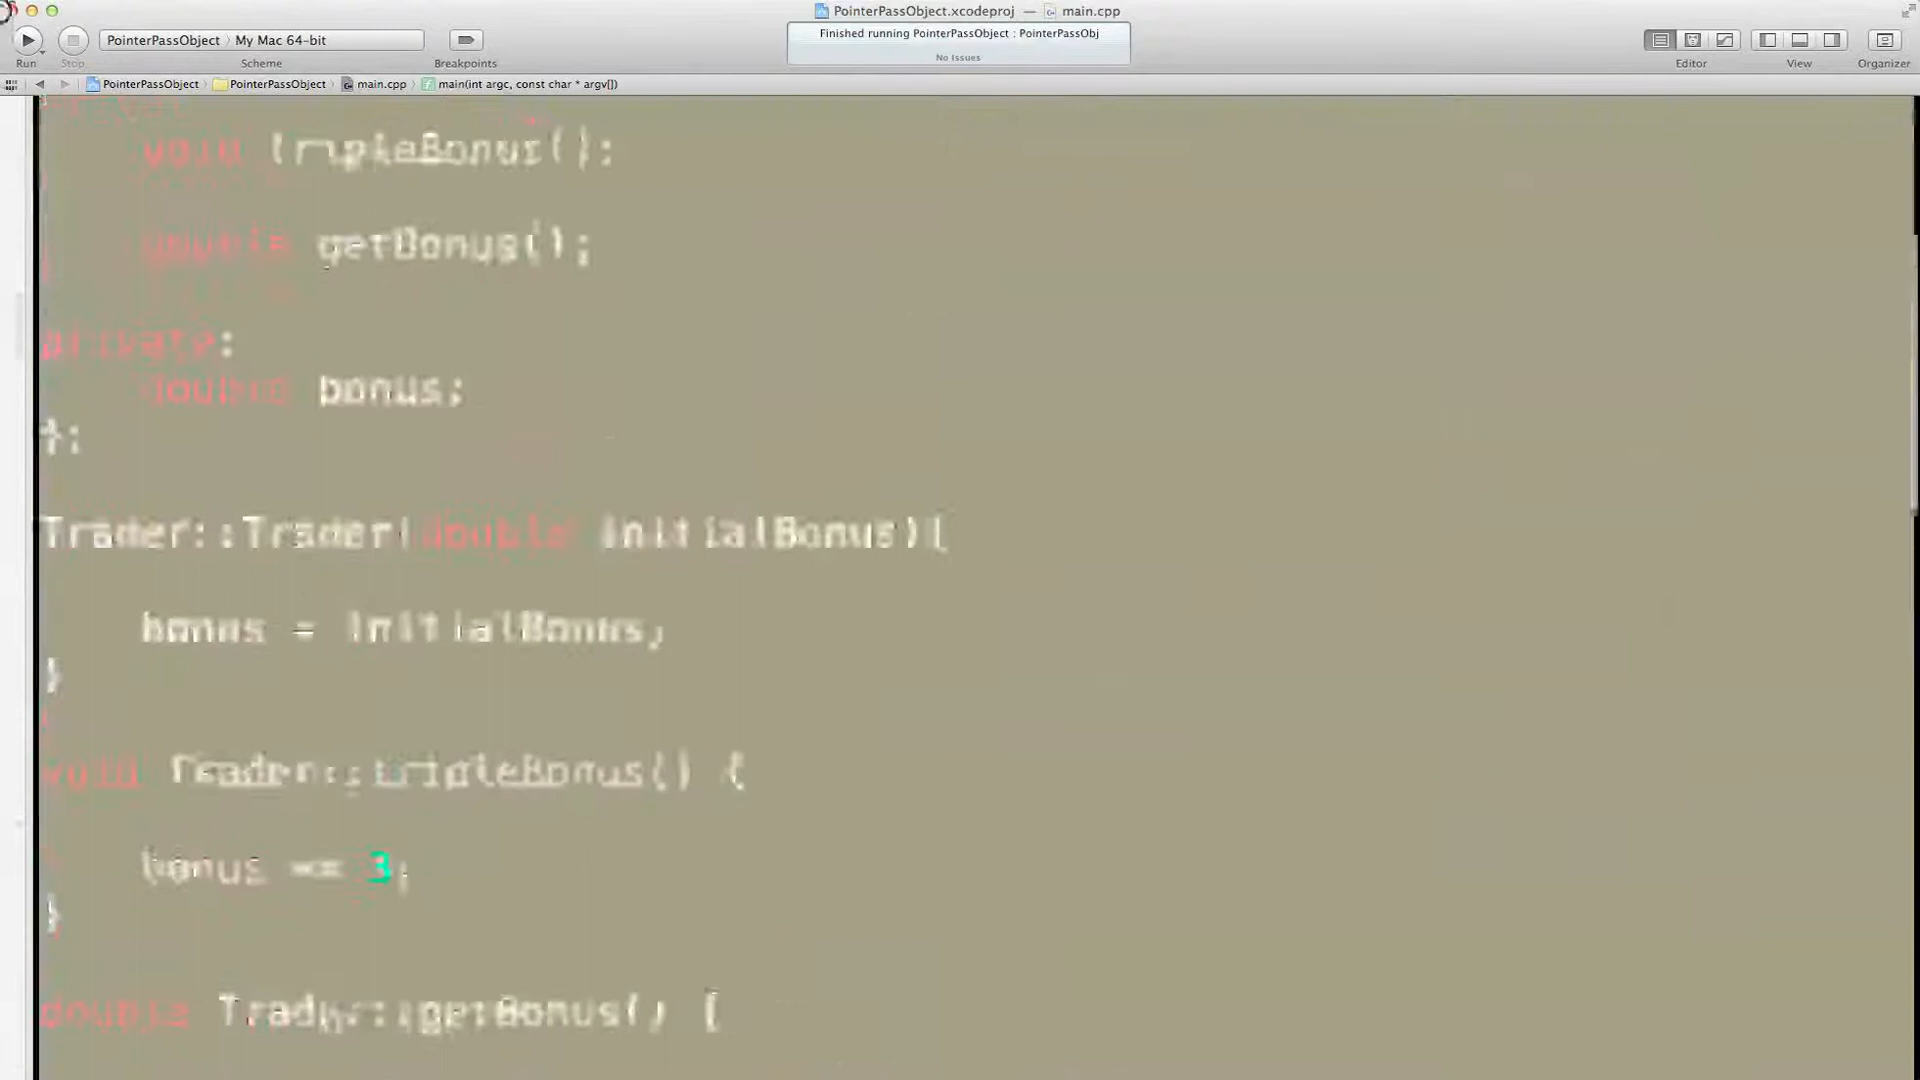 PointerPassObject.xcodeproj — main.cpp
PointerPassObject 〉 My Mac 64-bit
Finished running PointerPassObject : PointerPassObj
No Issues
Run Stop Scheme Breakpoints Editor View Organizer
PointerPassObject 〉 PointerPassObject 〉 main.cpp 〉 main(int argc, const char * argv[])
void tripleBonus();
double getBonus();
private:
double bonus;
};
Trader::Trader(double initialBonus){
bonus = initialBonus;
}
void Trader::tripleBonus() {
bonus *= 3;
}
double Trader::getBonus() {